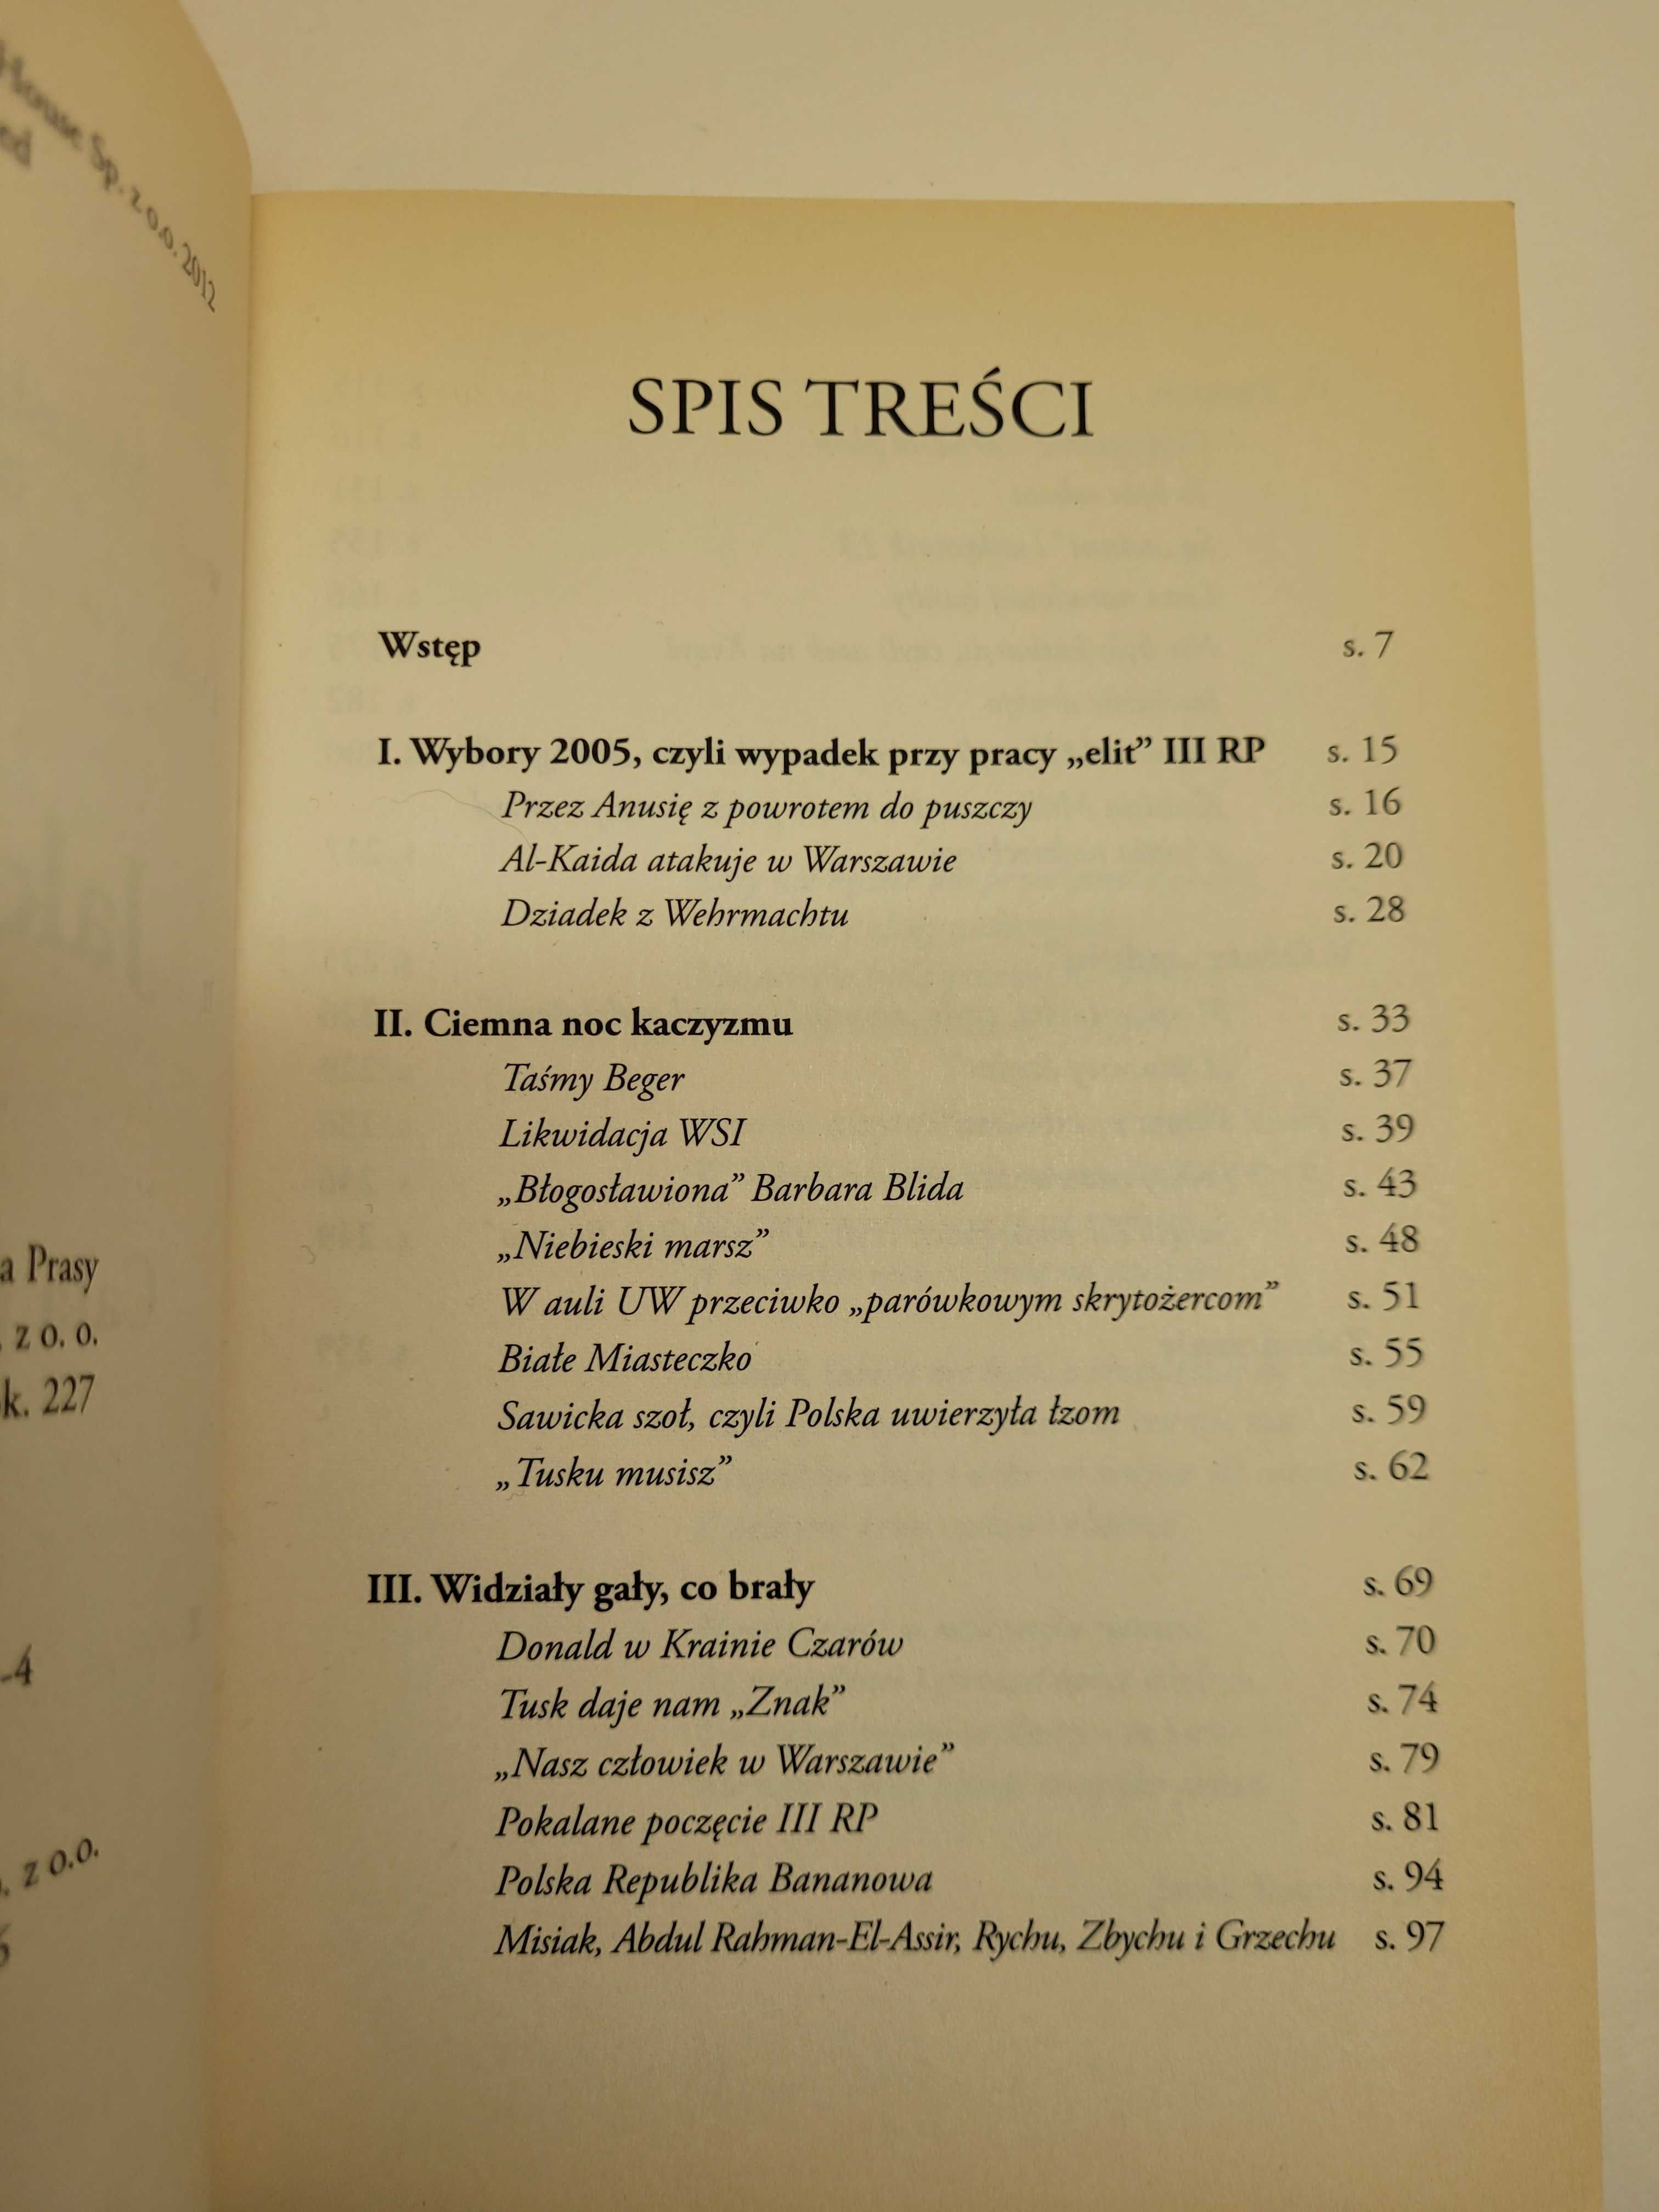 z o.o. 2012
a Prasy
z o. o.
k. 227
-4
z o.o.
SPIS TREŚCI
Wstęp s. 7
I. Wybory 2005, czyli wypadek przy pracy „elit” III RP s. 15
Przez Anusię z powrotem do puszczy s. 16
Al-Kaida atakuje w Warszawie s. 20
Dziadek z Wehrmachtu s. 28
II. Ciemna noc kaczyzmu s. 33
Taśmy Beger s. 37
Likwidacja WSI s. 39
„Błogosławiona” Barbara Blida s. 43
„Niebieski marsz” s. 48
W auli UW przeciwko „parówkowym skrytożercom” s. 51
Białe Miasteczko s. 55
Sawicka szoł, czyli Polska uwierzyła łzom s. 59
„Tusku musisz” s. 62
III. Widziały gały, co brały s. 69
Donald w Krainie Czarów s. 70
Tusk daje nam „Znak” s. 74
„Nasz człowiek w Warszawie” s. 79
Pokalane poczęcie III RP s. 81
Polska Republika Bananowa s. 94
Misiak, Abdul Rahman-El-Assir, Rychu, Zbychu i Grzechu s. 97